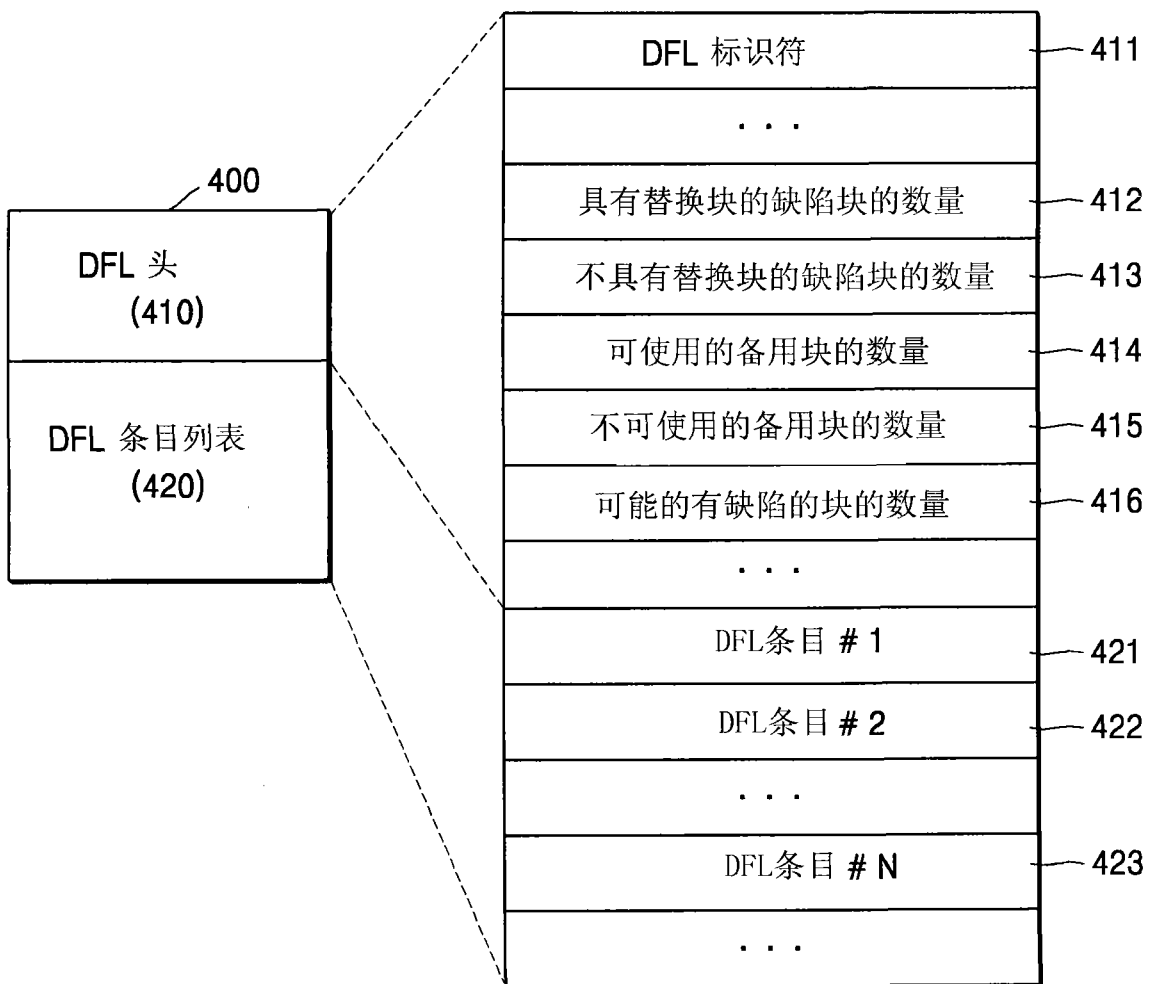 400
DFL 头
(410)
DFL 条目列表
(420)
DFL 标识符 411
. . .
具有替换块的缺陷块的数量 412
不具有替换块的缺陷块的数量 413
可使用的备用块的数量 414
不可使用的备用块的数量 415
可能的有缺陷的块的数量 416
. . .
DFL条目 # 1 421
DFL条目 # 2 422
. . .
DFL条目 # N 423
. . .